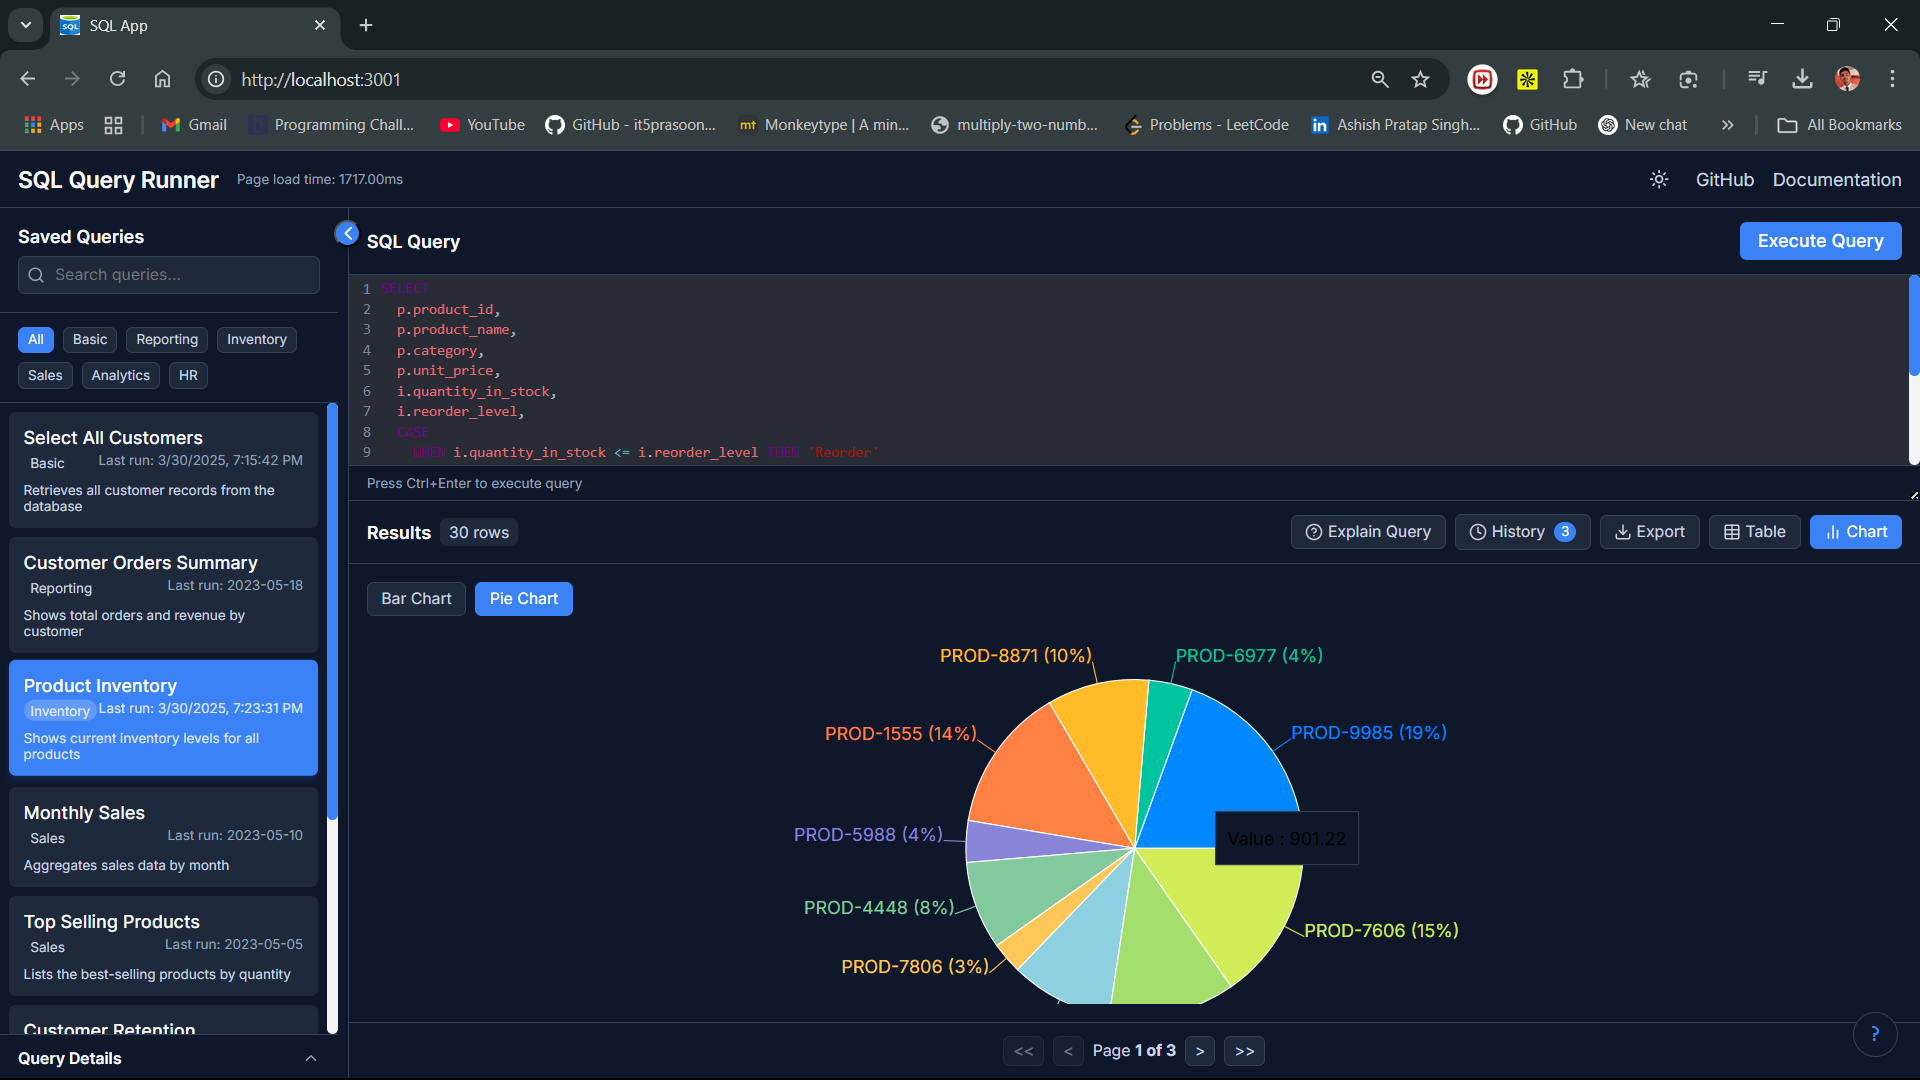 SQL App
http://localhost:3001
Apps
Gmail
Programming Chall...
YouTube
GitHub - it5prasoon...
Monkeytype | A min...
multiply-two-numb...
Problems - LeetCode
Ashish Pratap Singh...
GitHub
New chat
All Bookmarks
SQL Query Runner
Page load time: 1717.00ms
GitHub
Documentation
Saved Queries
Search queries...
All
Basic
Reporting
Inventory
Sales
Analytics
HR
Select All Customers
Basic
Last run: 3/30/2025, 7:15:42 PM
Retrieves all customer records from the
database
Customer Orders Summary
Reporting
Last run: 2023-05-18
Shows total orders and revenue by
customer
Product Inventory
Inventory
Last run: 3/30/2025, 7:23:31 PM
Shows current inventory levels for all
products
Monthly Sales
Sales
Last run: 2023-05-10
Aggregates sales data by month
Top Selling Products
Sales
Last run: 2023-05-05
Lists the best-selling products by quantity
Customer Retention
Query Details
SQL Query
Execute Query
1 SELECT
2 p.product_id,
3 p.product_name,
4 p.category,
5 p.unit_price,
6 i.quantity_in_stock,
7 i.reorder_level,
8 CASE
9 WHEN i.quantity_in_stock <= i.reorder_level THEN 'Reorder'
Press Ctrl+Enter to execute query
Results
30 rows
Explain Query
History 3
Export
Table
Chart
Bar Chart
Pie Chart
PROD-8871 (10%)
PROD-6977 (4%)
PROD-1555 (14%)
PROD-9985 (19%)
PROD-5988 (4%)
Value : 901.22
PROD-4448 (8%)
PROD-7606 (15%)
PROD-7806 (3%)
<<
<
Page 1 of 3
>
>>
?